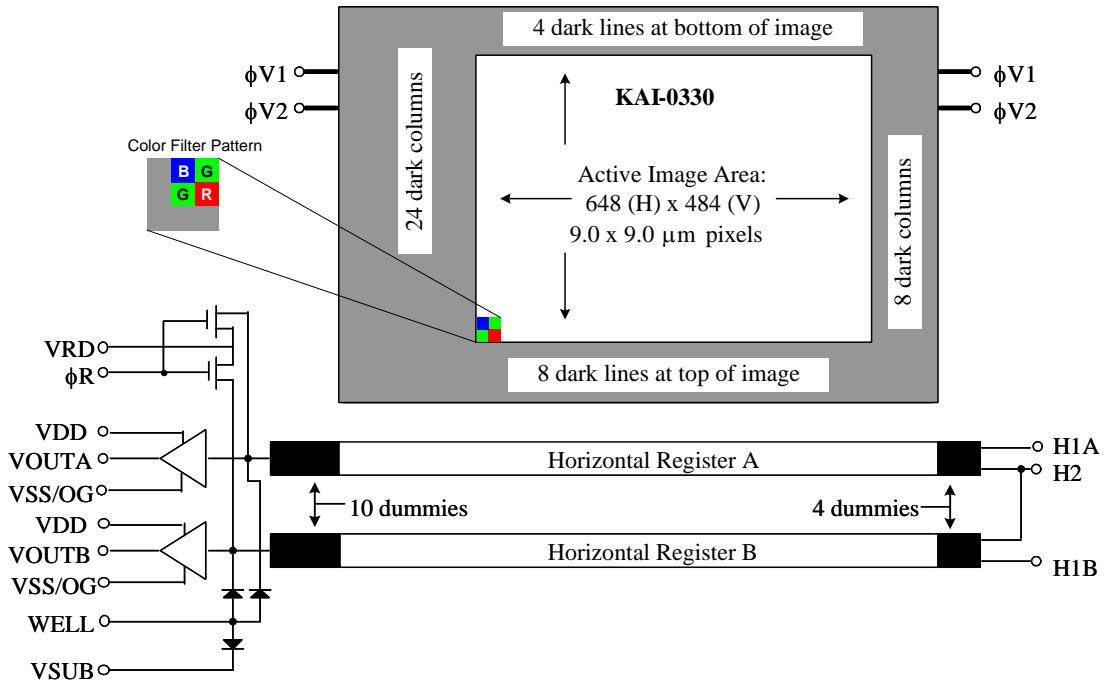 4 dark lines at bottom of image
ϕV1
ϕV1
ϕV2
ϕV2
KAI-0330
Color Filter Pattern
B G
G R
24 dark columns
Active Image Area:
648 (H) x 484 (V)
9.0 x 9.0 μm pixels
8 dark columns
VRD
ϕR
8 dark lines at top of image
VDD
VOUTA
VSS/OG
Horizontal Register A
H1A
H2
10 dummies
4 dummies
VDD
VOUTB
VSS/OG
Horizontal Register B
H1B
WELL
VSUB